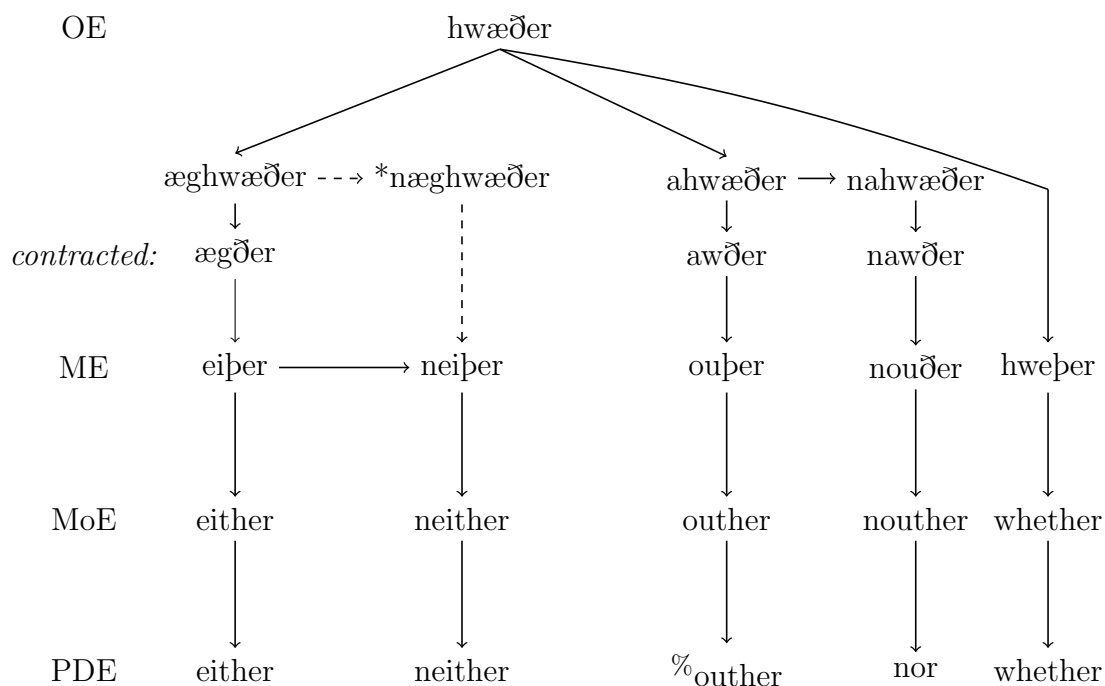 OE hwæðer
æghwæðer *næghwæðer ahwæðer nahwæðer
contracted: ægðer awðer nawðer
ME eiþer neiþer ouþer nouðer hweþer
MoE either neither outher nouther whether
PDE either neither %outher nor whether